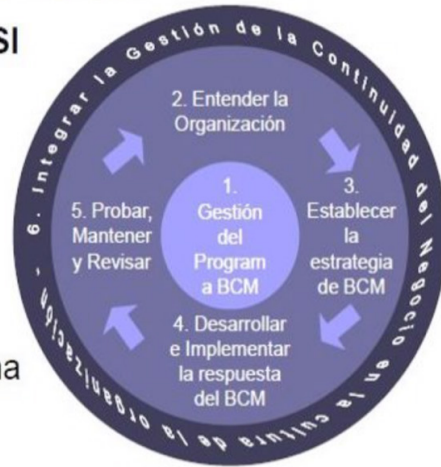 SI
6. Integrar la Gestión de la Continuidad del Negocio en la cultura de la organización -
2. Entender la
Organización
1.
Gestión
del
Program
a BCM
3.
Establecer
la
estrategia
de BCM
4. Desarrollar
e Implementar
la respuesta
del BCM
5. Probar,
Mantener
y Revisar
na